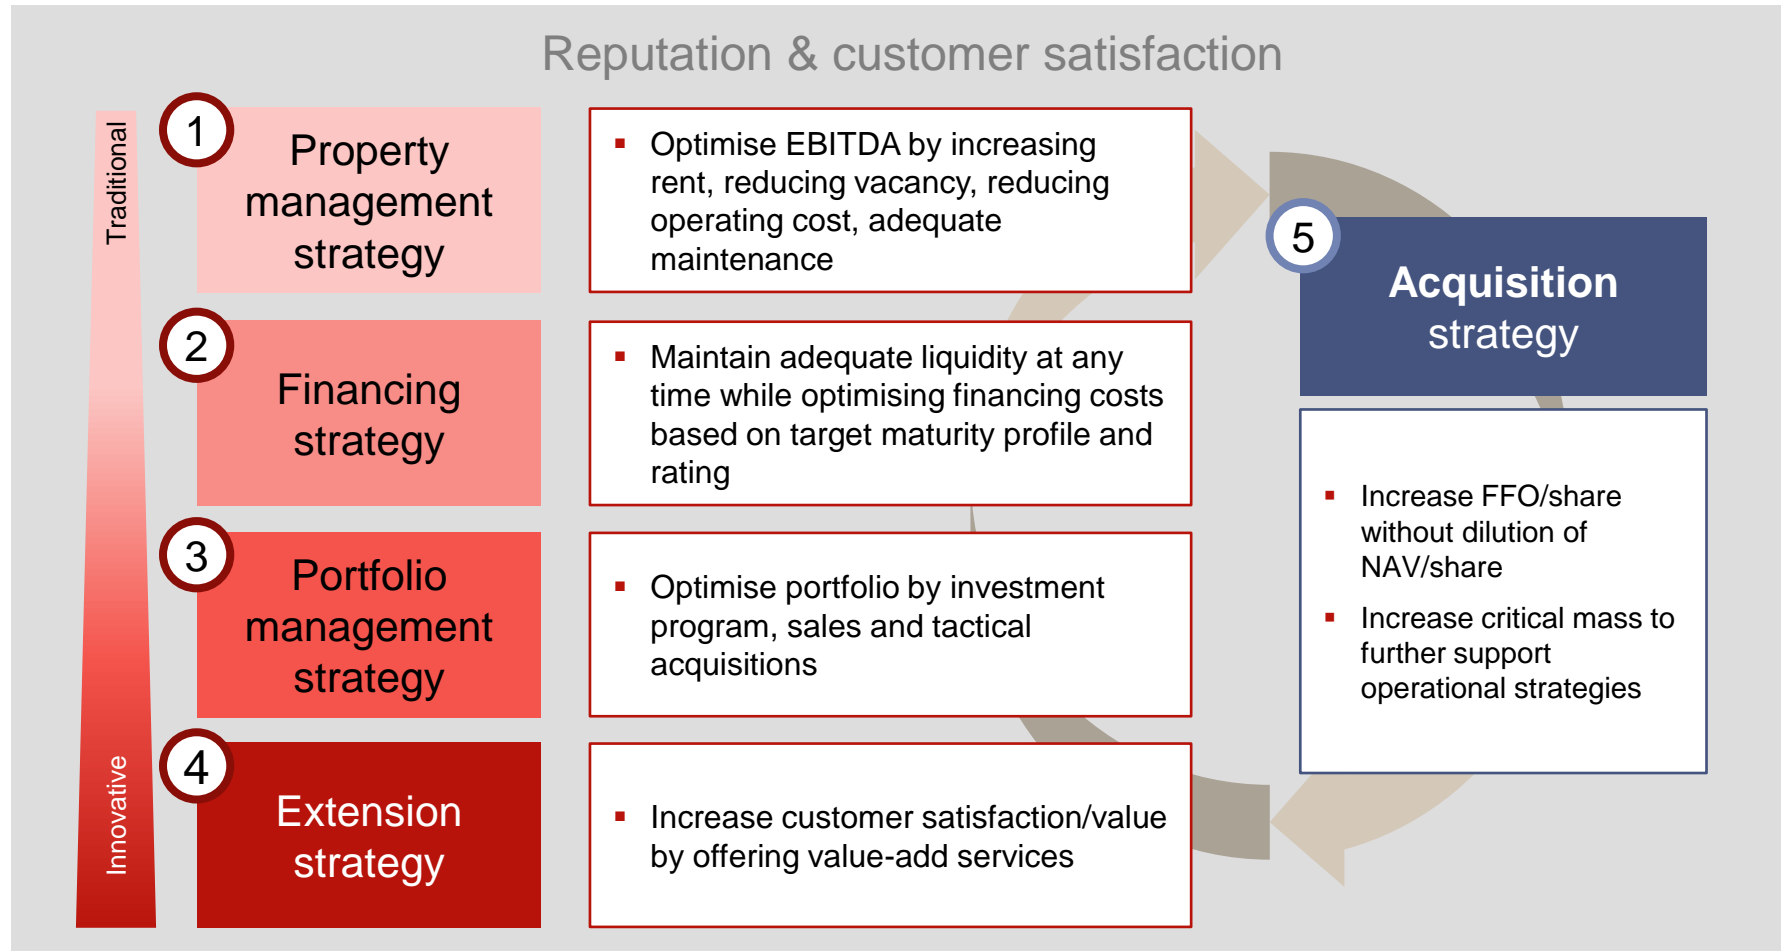 Reputation & customer satisfaction
Traditional
1
Property
management
strategy
▪ Optimise EBITDA by increasing
rent, reducing vacancy, reducing
operating cost, adequate
maintenance
2
Financing
strategy
▪ Maintain adequate liquidity at any
time while optimising financing costs
based on target maturity profile and
rating
3
Portfolio
management
strategy
▪ Optimise portfolio by investment
program, sales and tactical
acquisitions
Innovative
4
Extension
strategy
▪ Increase customer satisfaction/value
by offering value-add services
5
Acquisition
strategy
▪ Increase FFO/share
without dilution of
NAV/share
▪ Increase critical mass to
further support
operational strategies